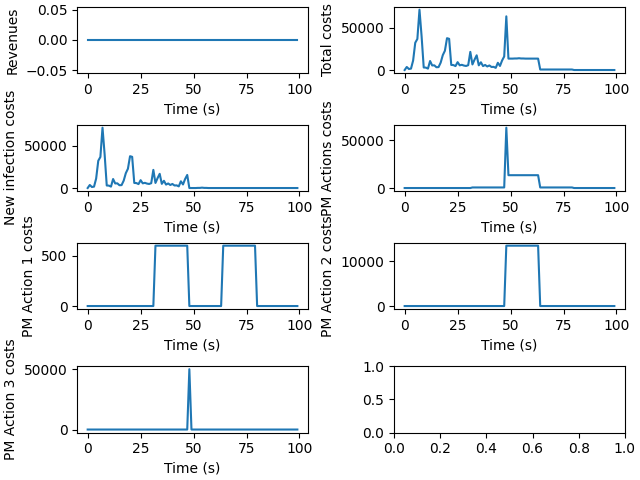 Revenues
0.05
0.00
−0.05
0 25 50 75 100
Time (s)
Total costs
50000
0
0 25 50 75 100
Time (s)
New infection costs
50000
0
0 25 50 75 100
Time (s)
PM Actions costs
50000
0
0 25 50 75 100
Time (s)
PM Action 1 costs
500
0
0 25 50 75 100
Time (s)
PM Action 2 costs
10000
0
0 25 50 75 100
Time (s)
PM Action 3 costs
50000
0
0 25 50 75 100
Time (s)
1.0
0.5
0.0
0.0 0.2 0.4 0.6 0.8 1.0